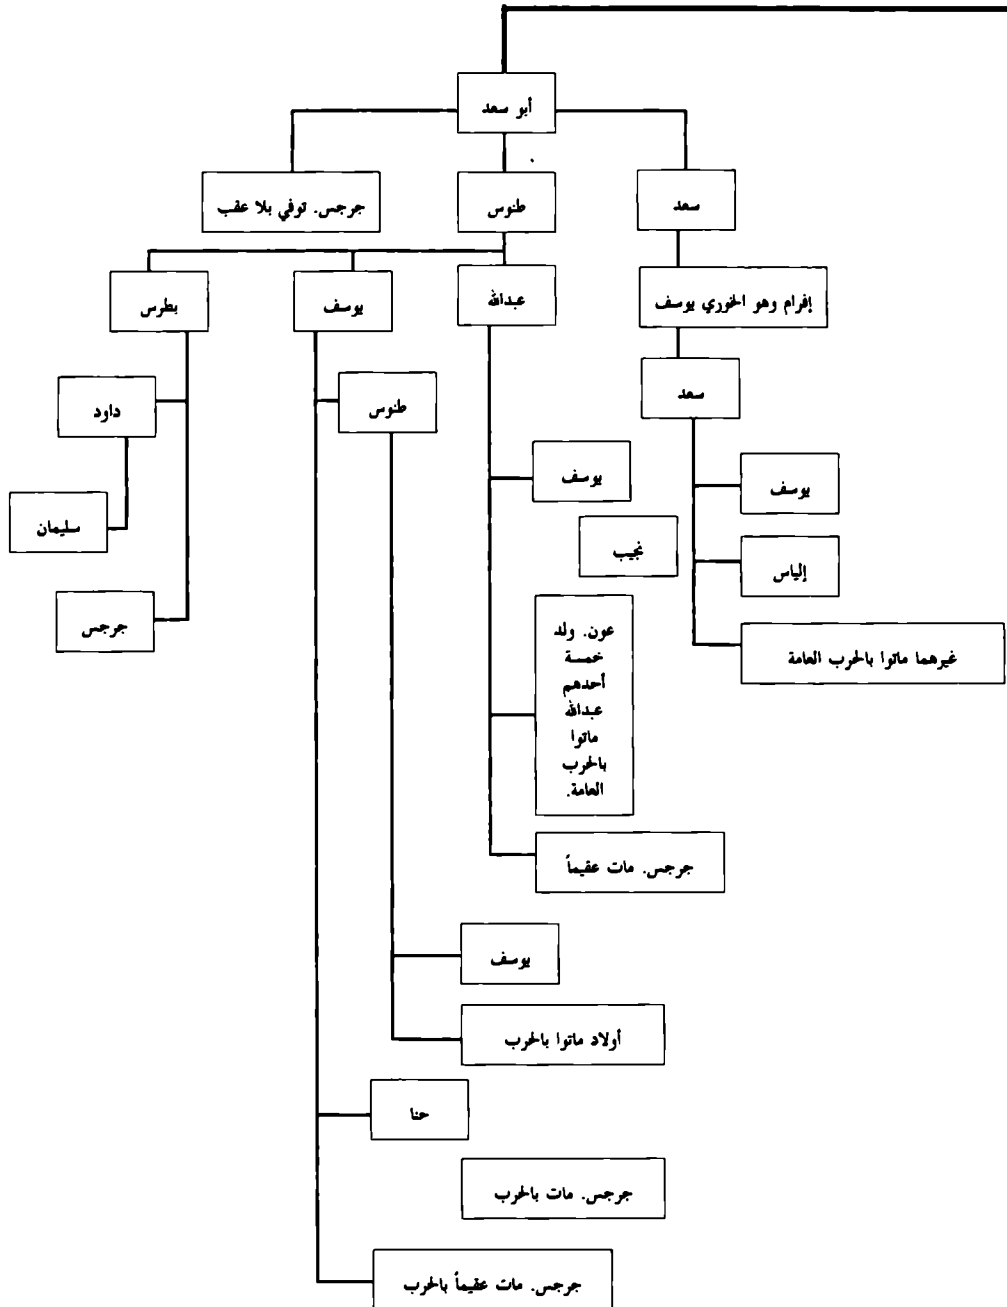 أبو سعد
سعد
طنوس
جرجس. توفي بلا عقب
إفرام وهو الخوري يوسف
عبدالله
يوسف
بطرس
سعد
طنوس
داود
يوسف
يوسف
سليمان
نجيب
إلياس
جرجس
غيرهما ماتوا بالحرب العامة
عون. ولد
خمسة
أحدهم
عبدالله
ماتوا
بالحرب
العامة.
جرجس. مات عقيماً
يوسف
أولاد ماتوا بالحرب
حنا
جرجس. مات بالحرب
جرجس. مات عقيماً بالحرب